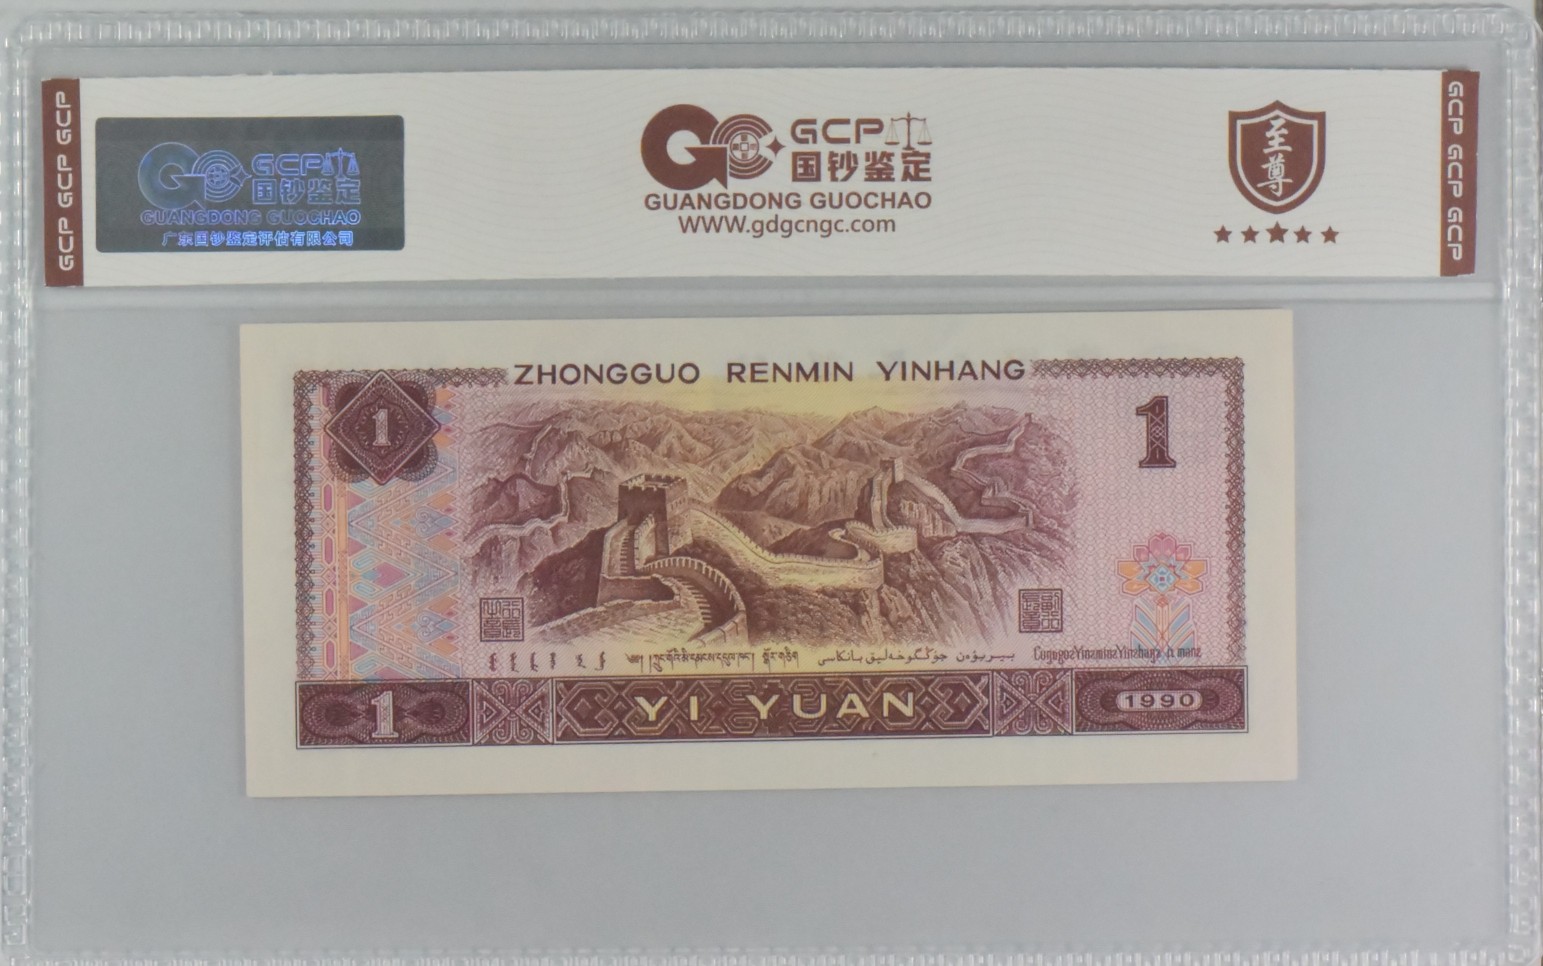 GCP GCP GCP
GCP
国钞鉴定
GUANGDONG GUOCHAO
广东国钞鉴定评估有限公司
GCP
国钞鉴定
GUANGDONG GUOCHAO
WWW.gdgcngc.com
至尊
GCP GCP GCP
ZHONGGUO RENMIN YINHANG
1
1
1
YI YUAN
1990